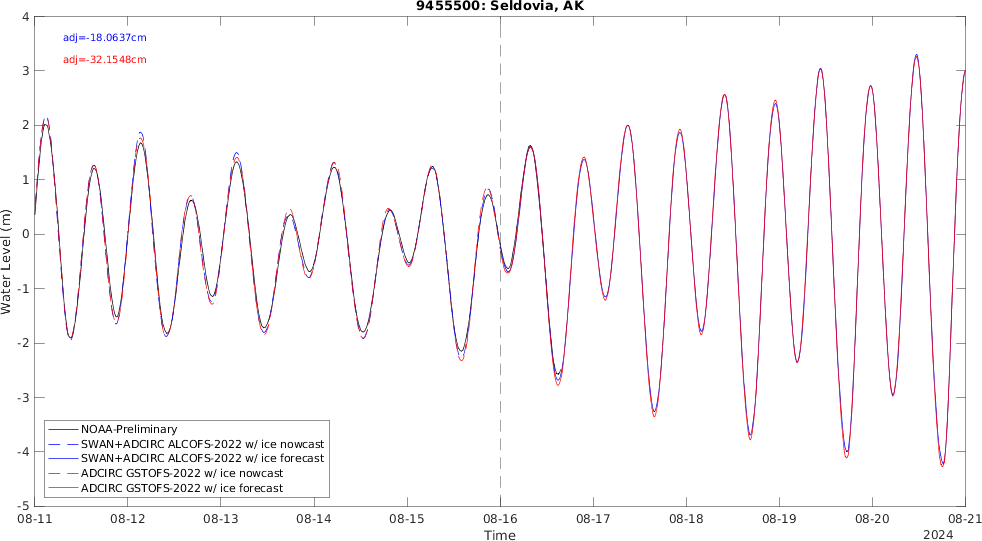 9455500: Seldovia, AK
adj=-18.0637cm
adj=-32.1548cm
4
3
2
1
0
-1
-2
-3
-4
-5
Water Level (m)
NOAA-Preliminary
SWAN+ADCIRC ALCOFS-2022 w/ ice nowcast
SWAN+ADCIRC ALCOFS-2022 w/ ice forecast
ADCIRC GSTOFS-2022 w/ ice nowcast
ADCIRC GSTOFS-2022 w/ ice forecast
08-11 08-12 08-13 08-14 08-15 08-16 08-17 08-18 08-19 08-20 08-21
Time
2024